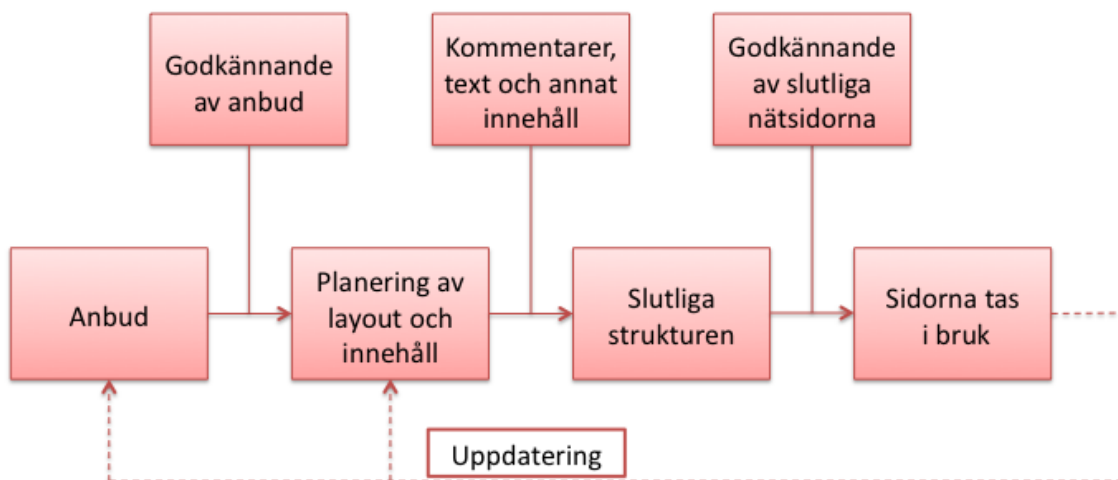 Godkännande
av anbud
Kommentarer,
text och annat
innehåll
Godkännande
av slutliga
nätsidorna
Anbud
Planering av
layout och
innehåll
Slutliga
strukturen
Sidorna tas
i bruk
Uppdatering